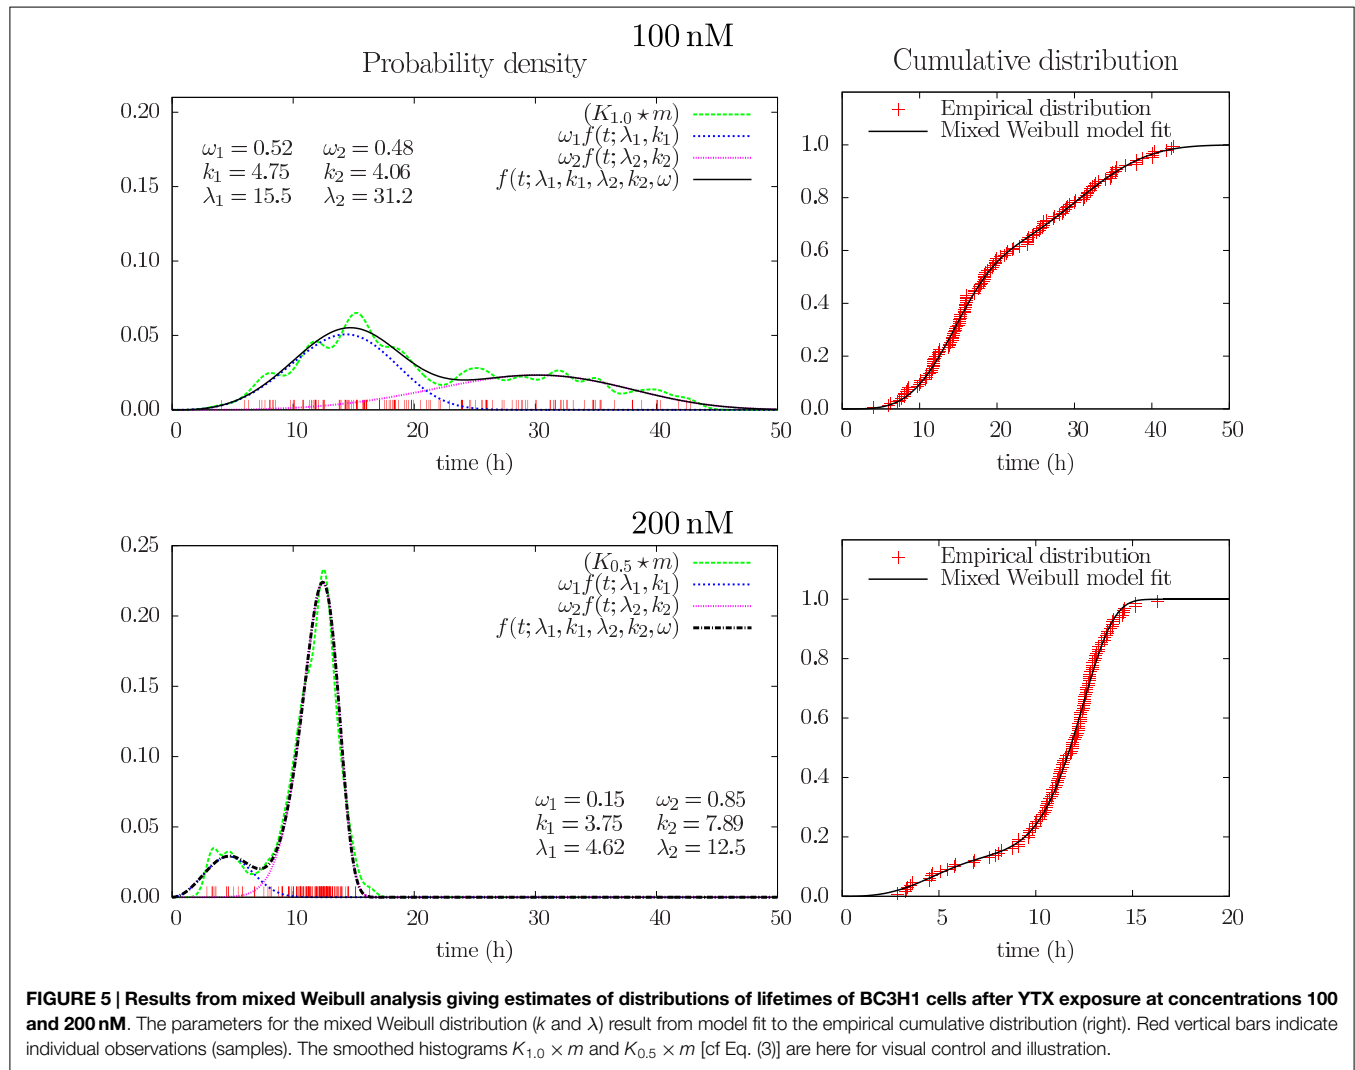 100 nM
Probability density
Cumulative distribution
(K1.0 ⋆ m)
ω1f(t; λ1, k1)
ω2f(t; λ2, k2)
f(t; λ1, k1, λ2, k2, ω)
ω1 = 0.52 ω2 = 0.48
k1 = 4.75 k2 = 4.06
λ1 = 15.5 λ2 = 31.2
0.20
0.15
0.10
0.05
0.00
0 10 20 30 40 50
time (h)
Empirical distribution
Mixed Weibull model fit
1.0
0.8
0.6
0.4
0.2
0.0
0 10 20 30 40 50
time (h)
200 nM
(K0.5 ⋆ m)
ω1f(t; λ1, k1)
ω2f(t; λ2, k2)
f(t; λ1, k1, λ2, k2, ω)
0.25
0.20
0.15
0.10
0.05
0.00
ω1 = 0.15 ω2 = 0.85
k1 = 3.75 k2 = 7.89
λ1 = 4.62 λ2 = 12.5
0 10 20 30 40 50
time (h)
Empirical distribution
Mixed Weibull model fit
1.0
0.8
0.6
0.4
0.2
0.0
0 5 10 15 20
time (h)
FIGURE 5 | Results from mixed Weibull analysis giving estimates of distributions of lifetimes of BC3H1 cells after YTX exposure at concentrations 100
and 200 nM. The parameters for the mixed Weibull distribution (k and λ) result from model fit to the empirical cumulative distribution (right). Red vertical bars indicate
individual observations (samples). The smoothed histograms K1.0 × m and K0.5 × m [cf Eq. (3)] are here for visual control and illustration.